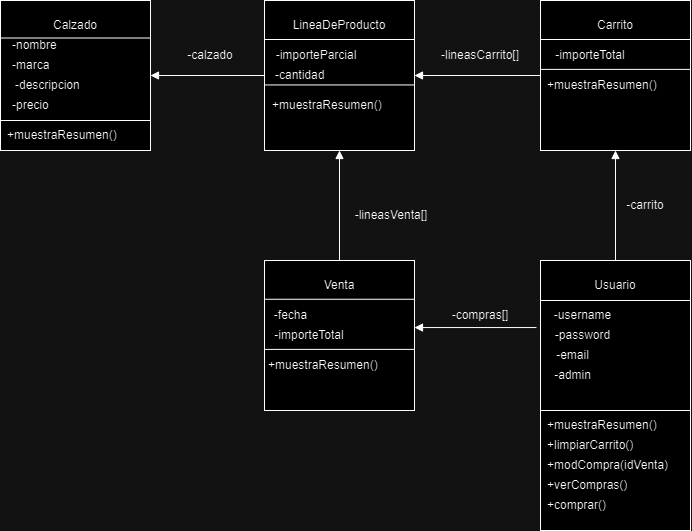 Calzado
-nombre
-marca
-descripcion
-precio
+muestraResumen()
-calzado
LineaDeProducto
-importeParcial
-cantidad
+muestraResumen()
-lineasCarrito[]
Carrito
-importeTotal
+muestraResumen()
-lineasVenta[]
-carrito
Venta
-fecha
-importeTotal
+muestraResumen()
-compras[]
Usuario
-username
-password
-email
-admin
+muestraResumen()
+limpiarCarrito()
+modCompra(idVenta)
+verCompras()
+comprar()